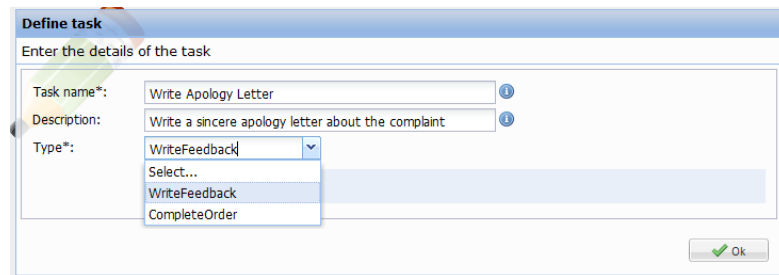 Define task
Enter the details of the task
Task name*: Write Apology Letter
Description: Write a sincere apology letter about the complaint
Type*: WriteFeedback
Select...
WriteFeedback
CompleteOrder
Ok